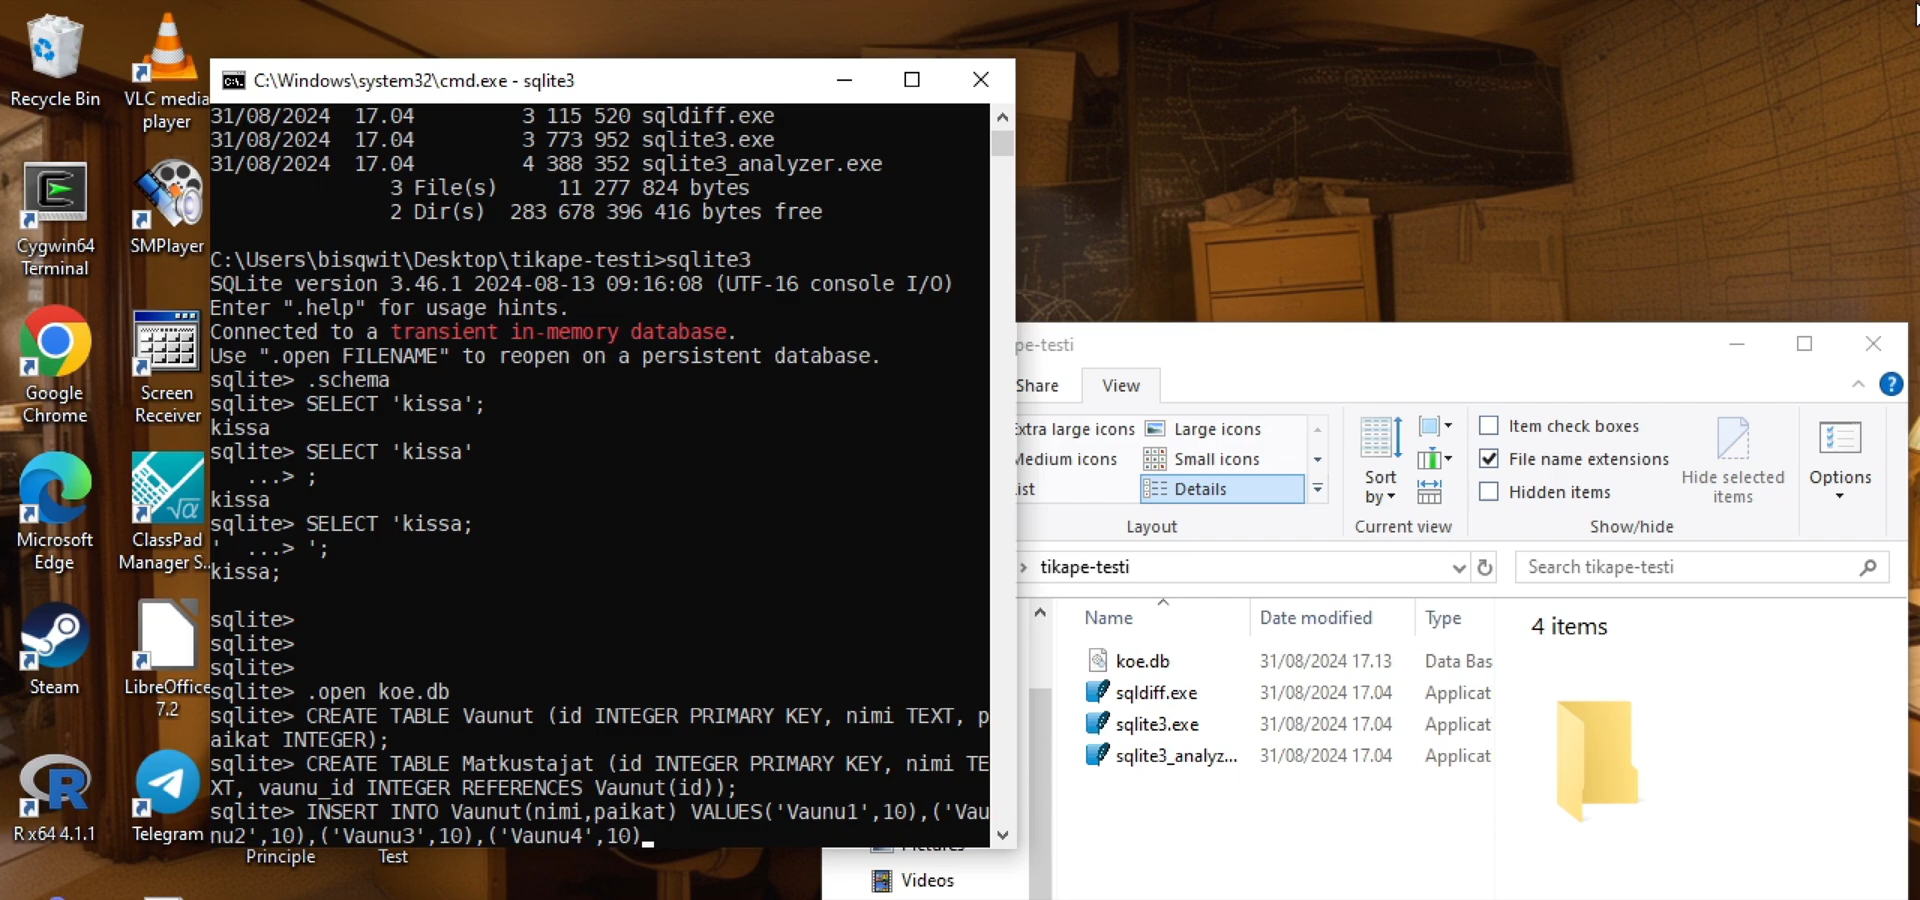 Recycle Bin
VLC media
player
Cygwin64
Terminal
SMPlayer
Google
Chrome
Screen
Receiver
Microsoft
Edge
ClassPad
Manager S...
Steam
LibreOffice
7.2
R x64 4.1.1
Telegram
Principle
Test
C:\Windows\system32\cmd.exe - sqlite3
31/08/2024  17.04         3 115 520 sqldiff.exe
31/08/2024  17.04         3 773 952 sqlite3.exe
31/08/2024  17.04         4 388 352 sqlite3_analyzer.exe
3 File(s)     11 277 824 bytes
2 Dir(s)  283 678 396 416 bytes free
C:\Users\bisqwit\Desktop\tikape-testi>sqlite3
SQLite version 3.46.1 2024-08-13 09:16:08 (UTF-16 console I/O)
Enter ".help" for usage hints.
Connected to a transient in-memory database.
Use ".open FILENAME" to reopen on a persistent database.
sqlite> .schema
sqlite> SELECT 'kissa';
kissa
sqlite> SELECT 'kissa'
...> ;
kissa
sqlite> SELECT 'kissa;
'  ...> ';
kissa;
sqlite>
sqlite>
sqlite>
sqlite> .open koe.db
sqlite> CREATE TABLE Vaunut (id INTEGER PRIMARY KEY, nimi TEXT, p
aikat INTEGER);
sqlite> CREATE TABLE Matkustajat (id INTEGER PRIMARY KEY, nimi TE
XT, vaunu_id INTEGER REFERENCES Vaunut(id));
sqlite> INSERT INTO Vaunut(nimi,paikat) VALUES('Vaunu1',10),('Vau
nu2',10),('Vaunu3',10),('Vaunu4',10)
pe-testi
Share
View
Extra large icons
Large icons
Medium icons
Small icons
ist
Details
Layout
Sort
by
Current view
Item check boxes
File name extensions
Hidden items
Hide selected
items
Show/hide
Options
tikape-testi
Search tikape-testi
Name
Date modified
Type
koe.db
31/08/2024 17.13
Data Bas
sqldiff.exe
31/08/2024 17.04
Applicat
sqlite3.exe
31/08/2024 17.04
Applicat
sqlite3_analyz...
31/08/2024 17.04
Applicat
4 items
Pictures
Videos